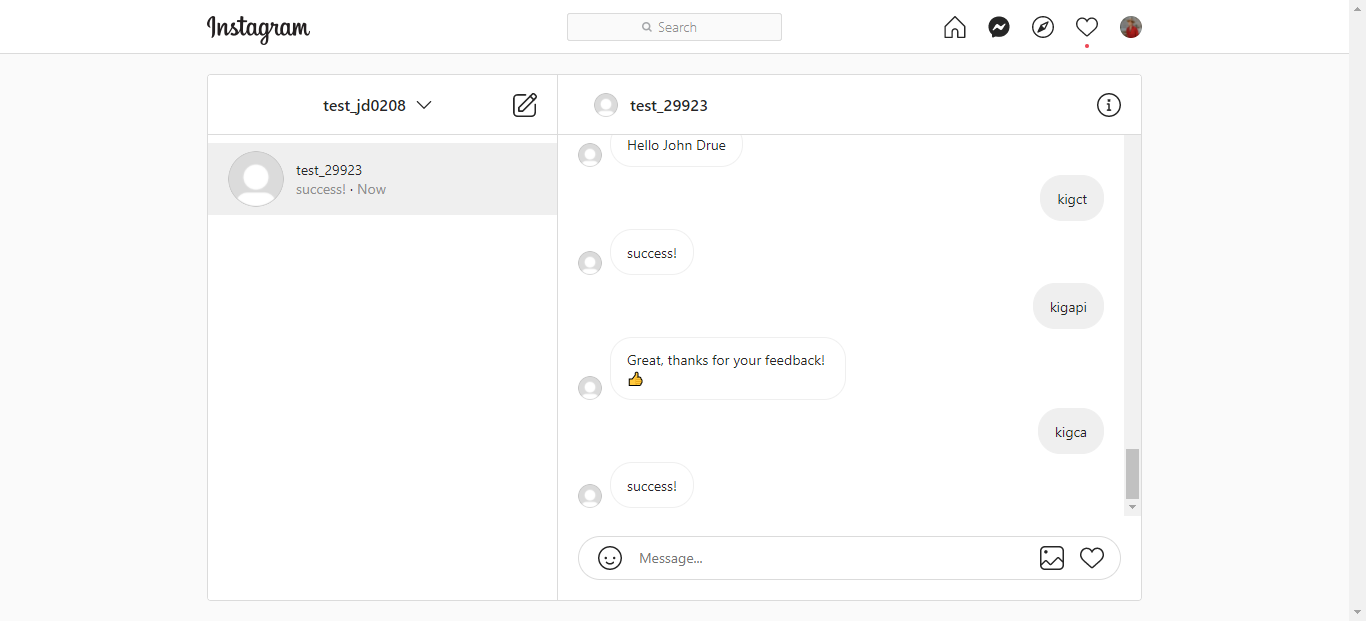 Instagram
Search
test_jd0208
test_29923
test_29923
success! · Now
Hello John Drue
kigct
success!
kigapi
Great, thanks for your feedback!
👍
kigca
success!
Message...